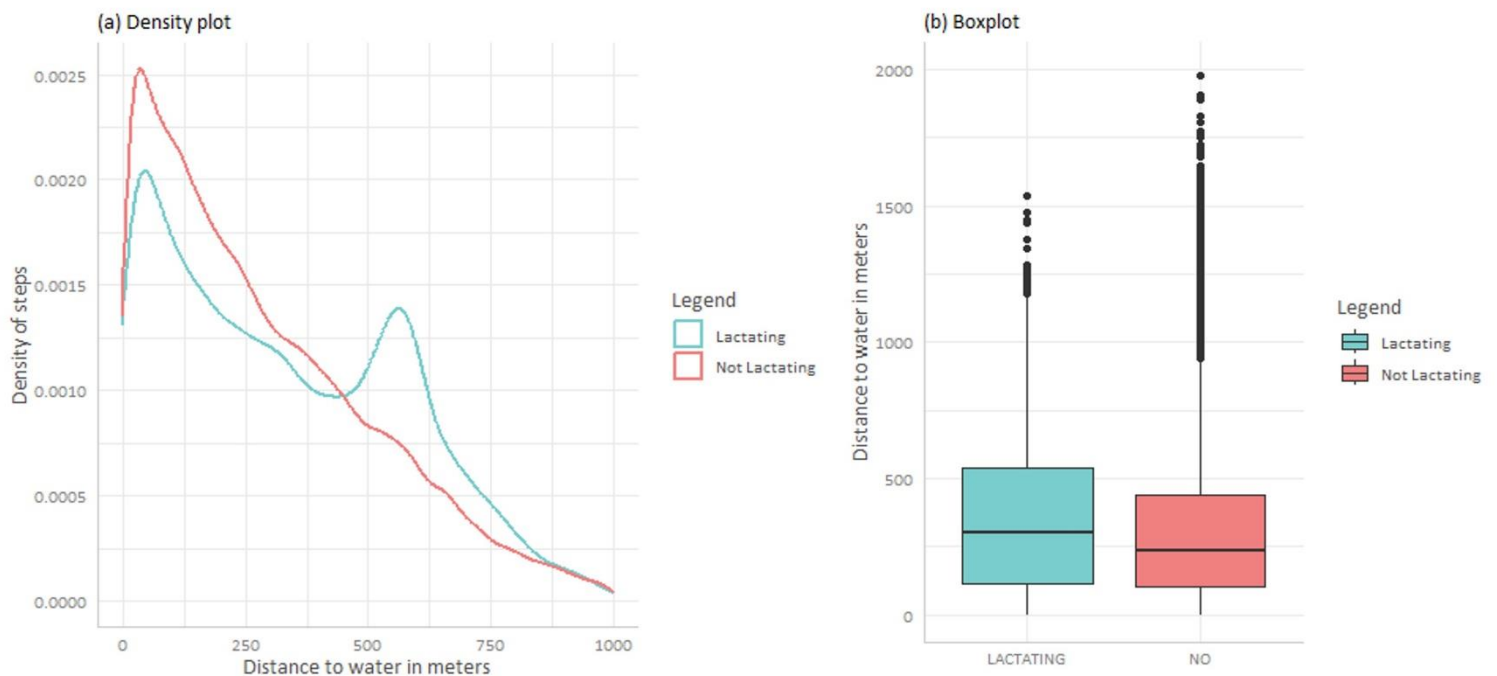 (a) Density plot
0.0025
0.0020
0.0015
0.0010
0.0005
0.0000
Density of steps
0 250 500 750 1000
Distance to water in meters
Legend
Lactating
Not Lactating
(b) Boxplot
2000
1500
1000
500
0
Distance to water in meters
LACTATING NO
Legend
Lactating
Not Lactating